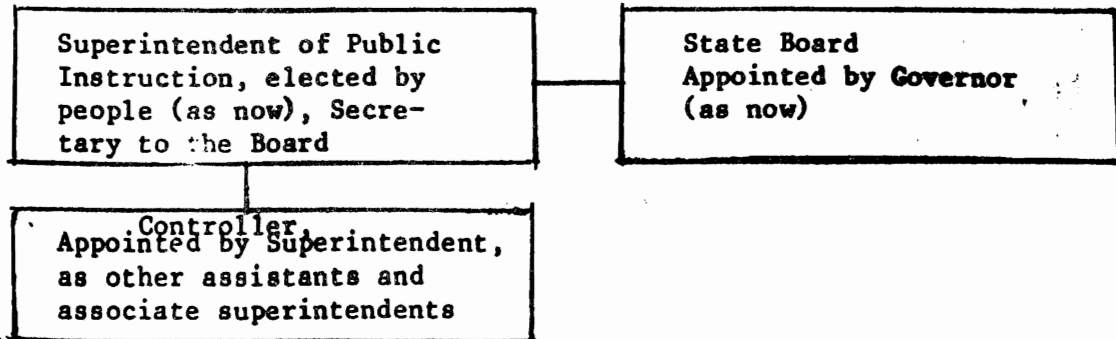 Superintendent of Public
Instruction, elected by
people (as now), Secre-
tary to the Board
State Board
Appointed by Governor
(as now)
Controller,
Appointed by Superintendent,
as other assistants and
associate superintendents